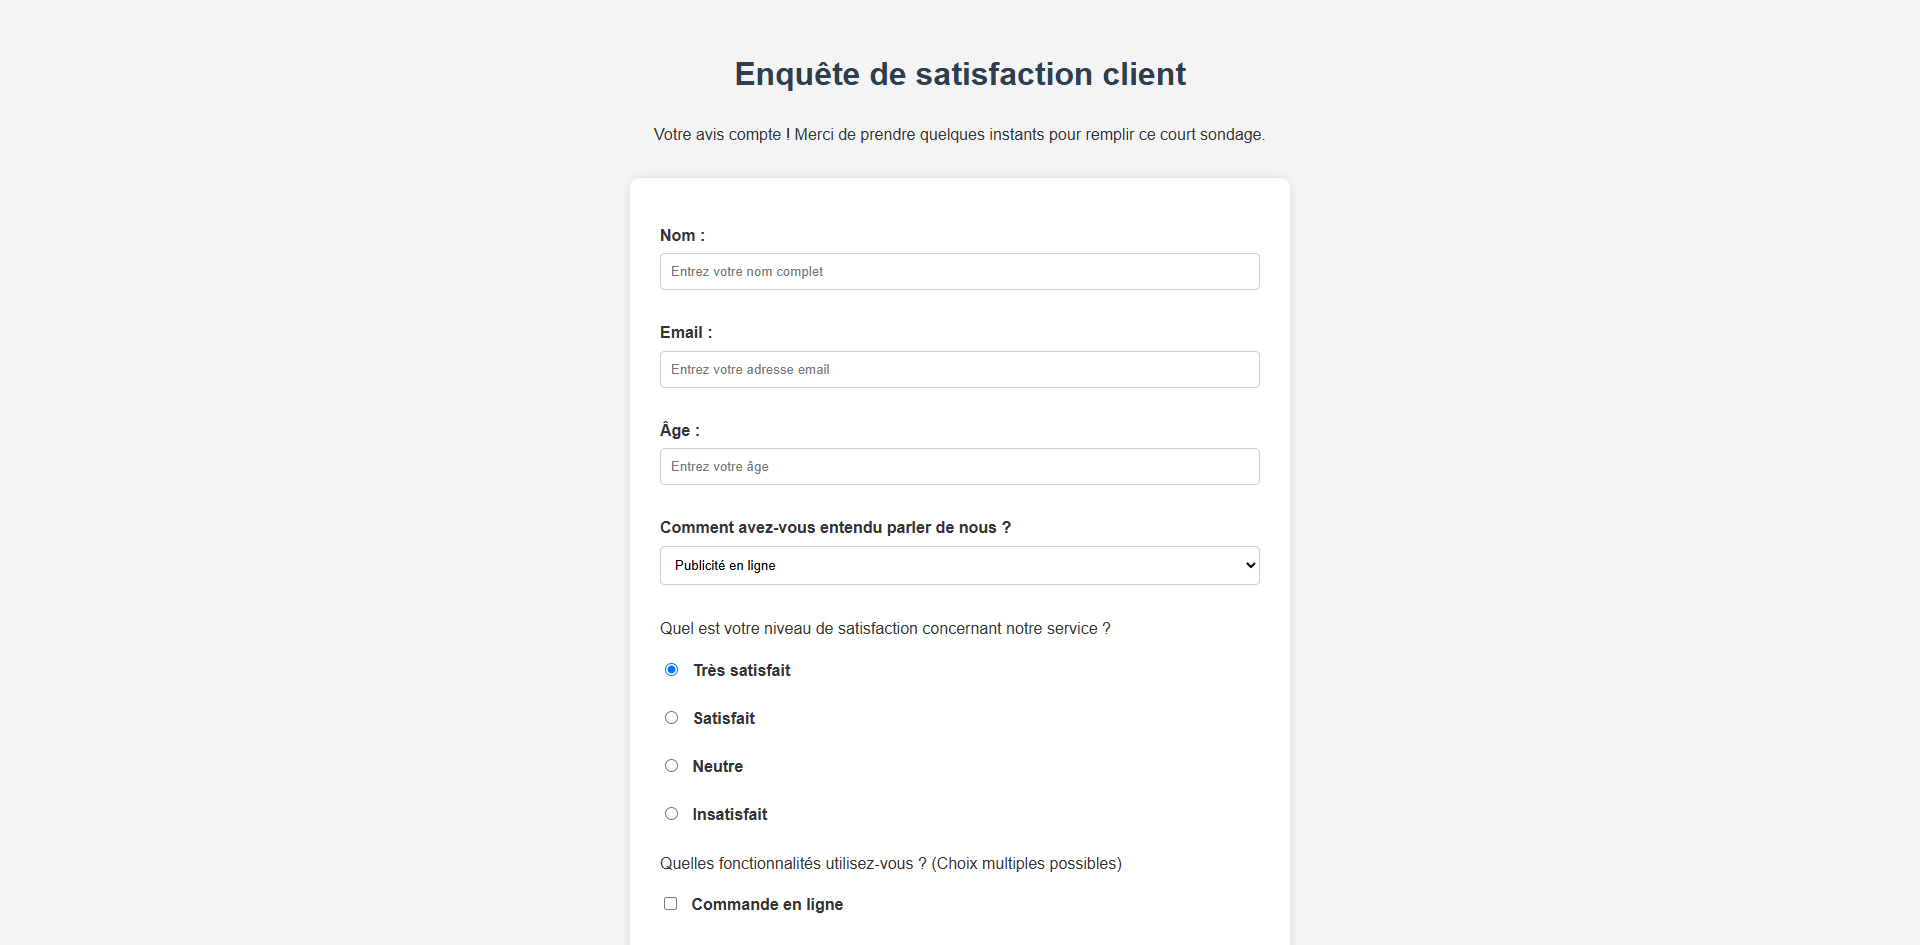 Enquête de satisfaction client
Votre avis compte ! Merci de prendre quelques instants pour remplir ce court sondage.
Nom :
Entrez votre nom complet
Email :
Entrez votre adresse email
Âge :
Entrez votre âge
Comment avez-vous entendu parler de nous ?
Publicité en ligne
Quel est votre niveau de satisfaction concernant notre service ?
Très satisfait
Satisfait
Neutre
Insatisfait
Quelles fonctionnalités utilisez-vous ? (Choix multiples possibles)
Commande en ligne